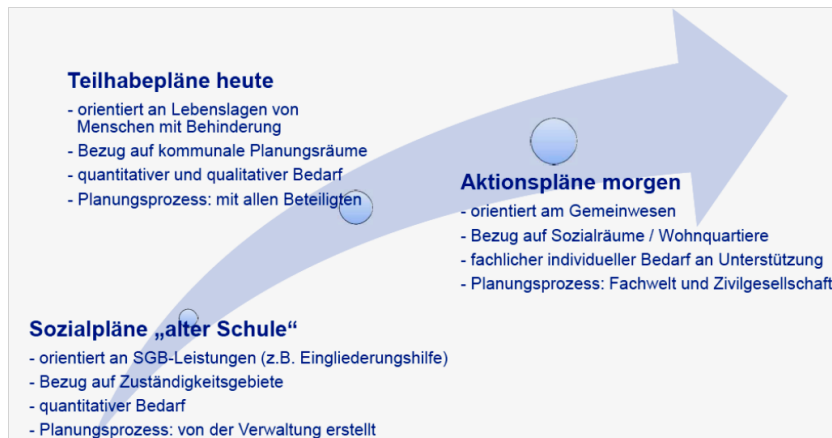 Teilhabepläne heute
- orientiert an Lebenslagen von
Menschen mit Behinderung
- Bezug auf kommunale Planungsräume
- quantitativer und qualitativer Bedarf
- Planungsprozess: mit allen Beteiligten
Aktionspläne morgen
- orientiert am Gemeinwesen
- Bezug auf Sozialräume / Wohnquartiere
- fachlicher individueller Bedarf an Unterstützung
- Planungsprozess: Fachwelt und Zivilgesellschaft
Sozialpläne „alter Schule“
- orientiert an SGB-Leistungen (z.B. Eingliederungshilfe)
- Bezug auf Zuständigkeitsgebiete
- quantitativer Bedarf
- Planungsprozess: von der Verwaltung erstellt